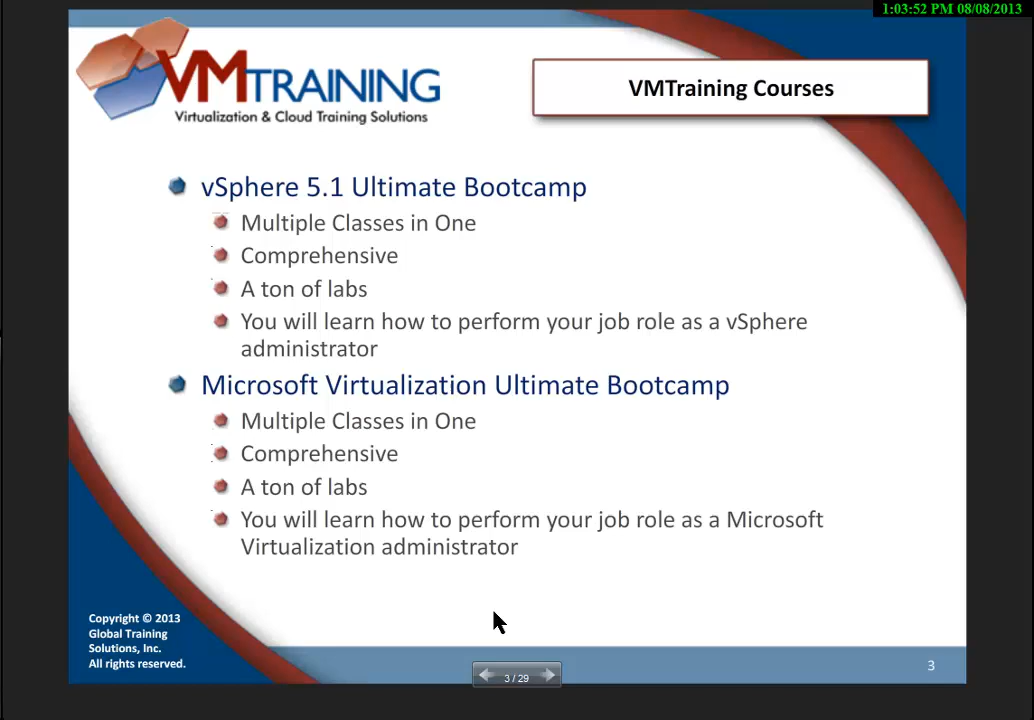 1:03:52 PM 08/08/2013
VMTRAINING
Virtualization & Cloud Training Solutions
VMTraining Courses
vSphere 5.1 Ultimate Bootcamp
Multiple Classes in One
Comprehensive
A ton of labs
You will learn how to perform your job role as a vSphere
administrator
Microsoft Virtualization Ultimate Bootcamp
Multiple Classes in One
Comprehensive
A ton of labs
You will learn how to perform your job role as a Microsoft
Virtualization administrator
Copyright © 2013
Global Training
Solutions, Inc.
All rights reserved.
3 / 29
3